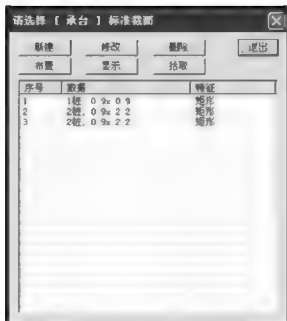 请选择 [ 承台 ] 标准截面
新建 修改 删除 退出
布置 显示 拾取
序号 数据 特征
1 1桩. 0 9x 0 9 矩形
2 2桩. 0 9x 2 2 矩形
3 2桩. 0 9x 2 2 矩形